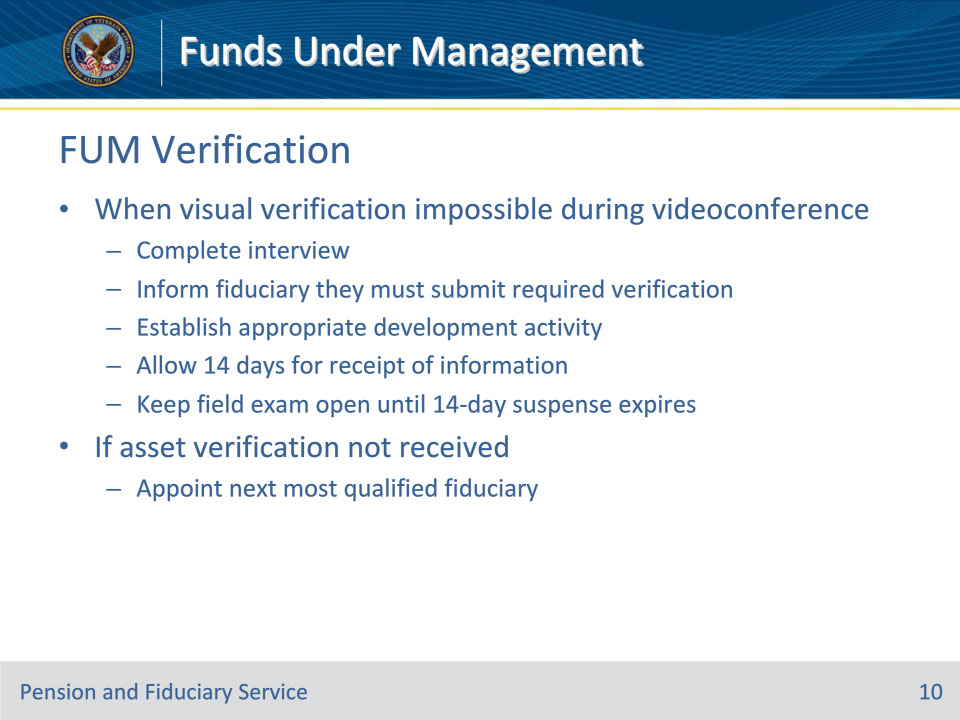 Funds Under Management
FUM Verification
• When visual verification impossible during videoconference
– Complete interview
– Inform fiduciary they must submit required verification
– Establish appropriate development activity
– Allow 14 days for receipt of information
– Keep field exam open until 14-day suspense expires
• If asset verification not received
– Appoint next most qualified fiduciary
Pension and Fiduciary Service
10